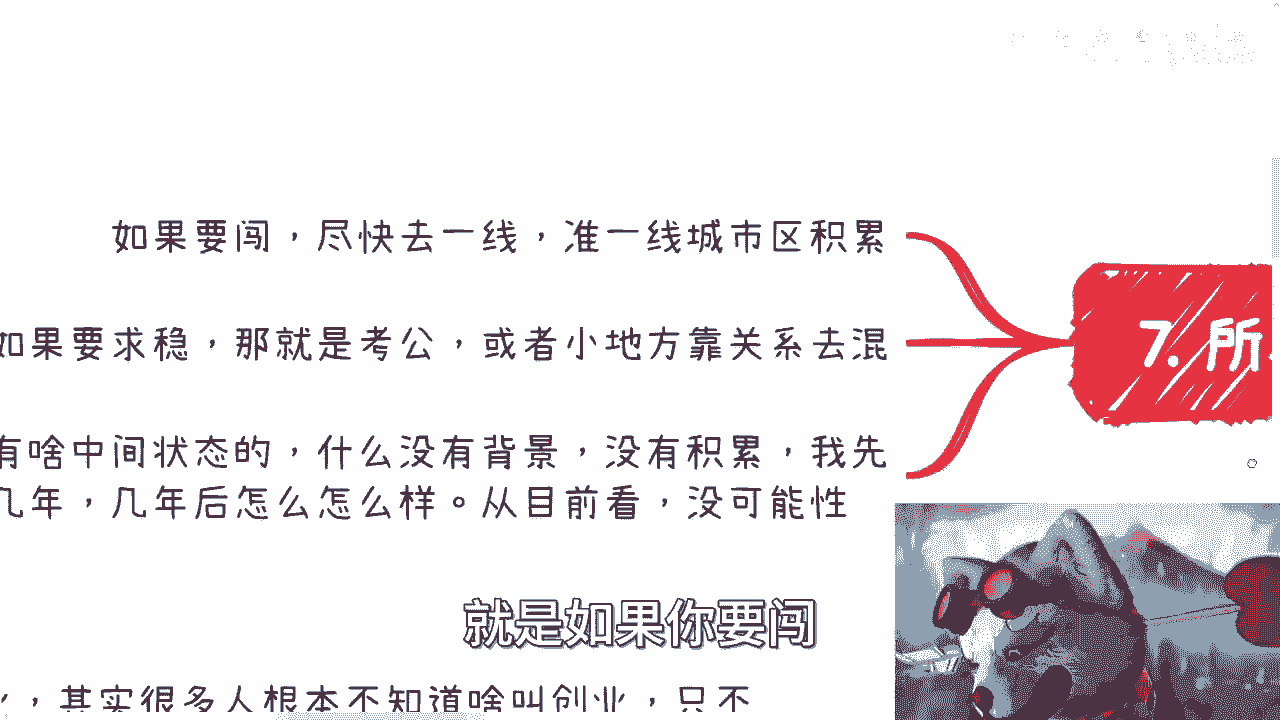 如果要闯，尽快去一线，准一线城市区积累
如果要求稳，那就是考公，或者小地方靠关系去混
有啥中间状态的，什么没有背景，没有积累，我先
几年，几年后怎么怎么样。从目前看，没可能性
7. 所
就是如果你要闯
，其实很多人根本不知道啥叫创业，只不